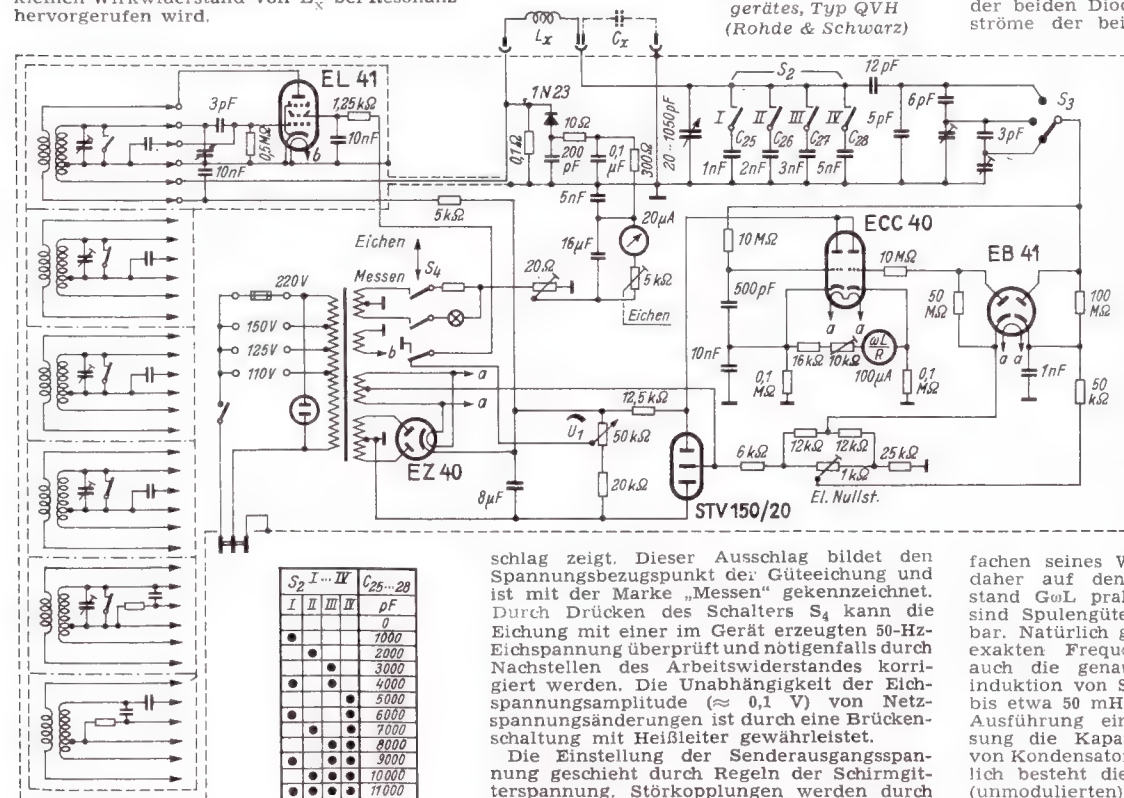 kleinen Wirkwiderstand von Lx bei Resonanz
hervorgerufen wird.
gerätes, Typ QVH
(Rohde & Schwarz)
der beiden Diod
ströme der bei
Lx
Cx
EL 41
3pF
0,5MΩ
b
1,25kΩ
10nF
10nF
1N23
0,1Ω
10Ω
200 pF
0,1 µF
300Ω
5nF
20µA
16µF
5kΩ
Eichen
20...1050pF
S2
I II III IV
C25 C26 C27 C28
1nF 2nF 3nF 5nF
12pF
5pF
6pF
3pF
S3
5kΩ
Eichen
Messen
S4
20Ω
b
220V
150V
125V
110V
a
a
EZ 40
8µF
U1
50kΩ
20kΩ
12,5kΩ
STV150/20
ECC 40
10MΩ
500pF
10nF
10MΩ
a a
16kΩ
10kΩ
ωL/R
100µA
0,1 MΩ
0,1 MΩ
EB 41
50 MΩ
a a
1nF
100 MΩ
50 kΩ
6kΩ
12kΩ 12kΩ
1kΩ
25kΩ
El. Nullst.
S2 I...IV C25...28
I II III IV pF
0
1000
2000
3000
4000
5000
6000
7000
8000
9000
10000
11000
schlag zeigt. Dieser Ausschlag bildet den
Spannungsbezugspunkt der Güteeichung und
ist mit der Marke „Messen“ gekennzeichnet.
Durch Drücken des Schalters S4 kann die
Eichung mit einer im Gerät erzeugten 50-Hz-
Eichspannung überprüft und nötigenfalls durch
Nachstellen des Arbeitswiderstandes korri-
giert werden. Die Unabhängigkeit der Eich-
spannungsamplitude (≈ 0,1 V) von Netz-
spannungsänderungen ist durch eine Brücken-
schaltung mit Heißleiter gewährleistet.
Die Einstellung der Senderausgangsspan-
nung geschieht durch Regeln der Schirmgit-
terspannung. Störkopplungen werden durch
fachen seines W
daher auf den
stand GωL pral
sind Spulengüte
bar. Natürlich g
exakten Freque
auch die genau
induktion von S
bis etwa 50 mH
Ausführung ein
sung die Kapa
von Kondensator
lich besteht die
(unmodulierten)